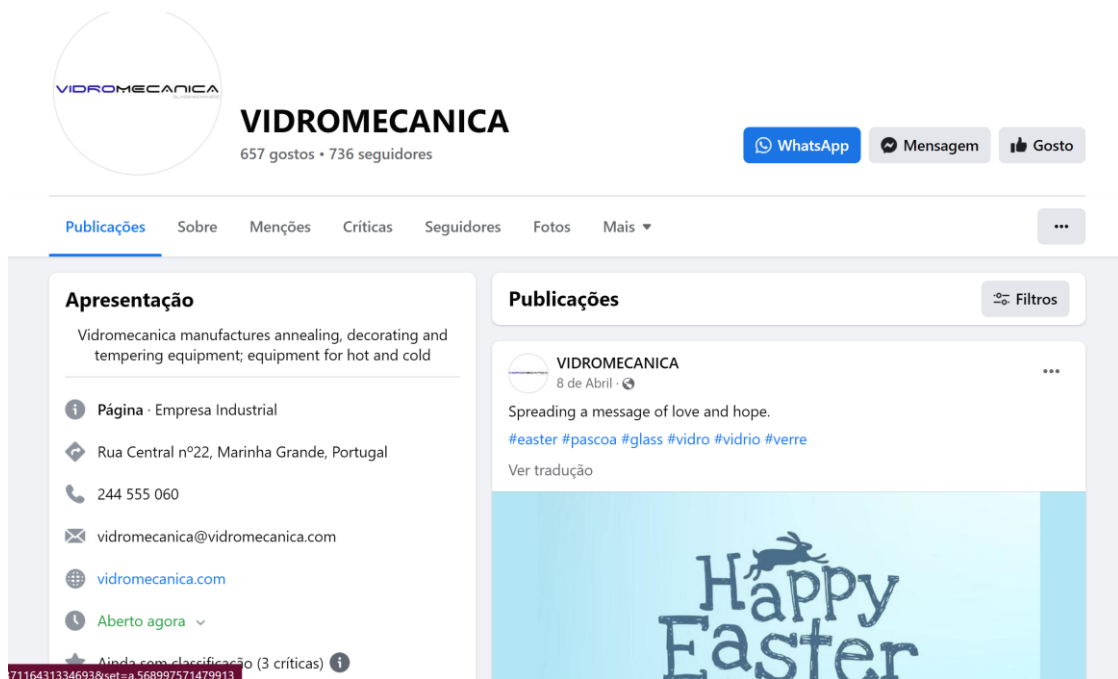 VIDROMECANICA
VIDROMECANICA
657 gostos • 736 seguidores
WhatsApp
Mensagem
Gosto
Publicações
Sobre
Menções
Críticas
Seguidores
Fotos
Mais
Apresentação
Vidromecanica manufactures annealing, decorating and
tempering equipment; equipment for hot and cold
Página · Empresa Industrial
Rua Central nº22, Marinha Grande, Portugal
244 555 060
vidromecanica@vidromecanica.com
vidromecanica.com
Aberto agora
Ainda sem classificação (3 críticas)
7116431334693&set=a.568997571479913
Publicações
Filtros
VIDROMECANICA
8 de Abril ·
Spreading a message of love and hope.
#easter #pascoa #glass #vidro #vidrio #verre
Ver tradução
Happy
Easter